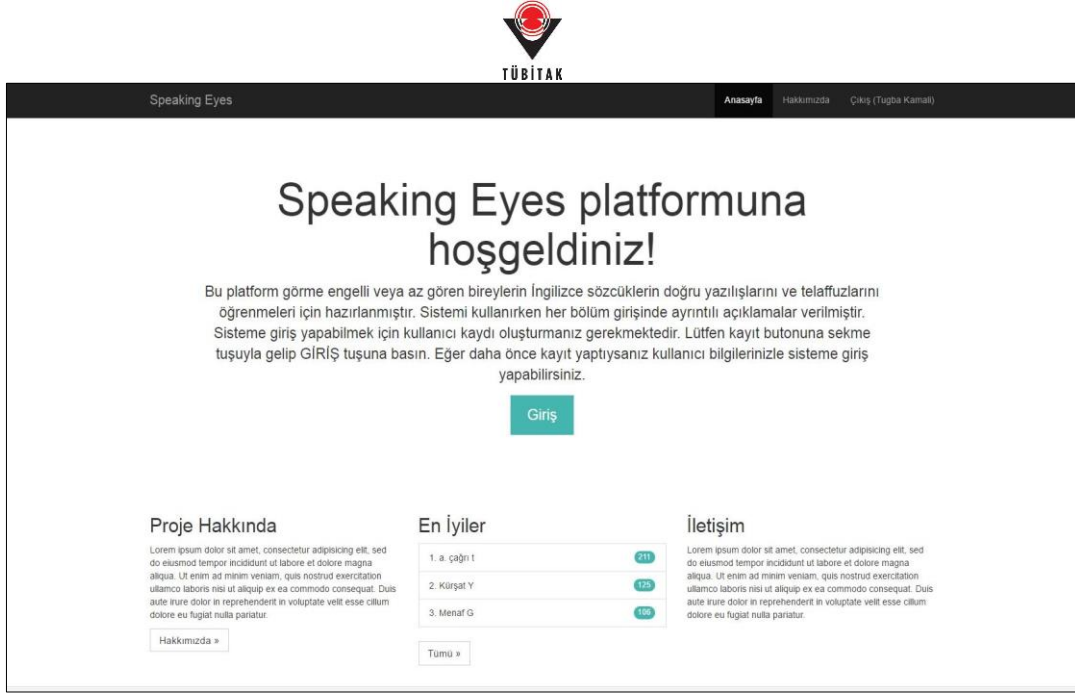 TÜBİTAK
Speaking Eyes
Anasayfa
Hakkımızda
Çıkış (Tugba Kamali)
Speaking Eyes platformuna
hoşgeldiniz!
Bu platform görme engelli veya az gören bireylerin İngilizce sözcüklerin doğru yazılışlarını ve telaffuzlarını
öğrenmeleri için hazırlanmıştır. Sistemi kullanırken her bölüm girişinde ayrıntılı açıklamalar verilmiştir.
Sisteme giriş yapabilmek için kullanıcı kaydı oluşturmanız gerekmektedir. Lütfen kayıt butonuna sekme
tuşuyla gelip GİRİŞ tuşuna basın. Eğer daha önce kayıt yaptıysanız kullanıcı bilgilerinizle sisteme giriş
yapabilirsiniz.
Giriş
Proje Hakkında
Lorem ipsum dolor sit amet, consectetur adipisicing elit, sed
do eiusmod tempor incididunt ut labore et dolore magna
aliqua. Ut enim ad minim veniam, quis nostrud exercitation
ullamco laboris nisi ut aliquip ex ea commodo consequat. Duis
aute irure dolor in reprehenderit in voluptate velit esse cillum
dolore eu fugiat nulla pariatur.
Hakkımızda »
En İyiler
1. a. çağrı t 211
2. Kürşat Y 125
3. Menaf G 106
Tümü »
İletişim
Lorem ipsum dolor sit amet, consectetur adipisicing elit, sed
do eiusmod tempor incididunt ut labore et dolore magna
aliqua. Ut enim ad minim veniam, quis nostrud exercitation
ullamco laboris nisi ut aliquip ex ea commodo consequat. Duis
aute irure dolor in reprehenderit in voluptate velit esse cillum
dolore eu fugiat nulla pariatur.